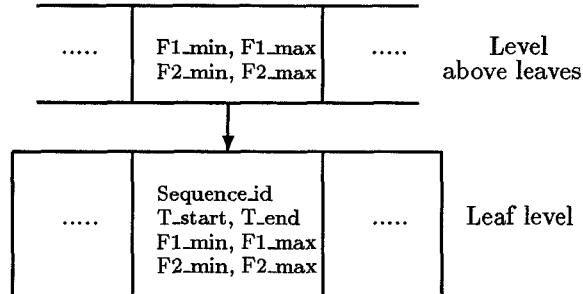 .....
F1_min, F1_max
F2_min, F2_max
.....
Level
above leaves
.....
Sequence_id
T_start, T_end
F1_min, F1_max
F2_min, F2_max
.....
Leaf level